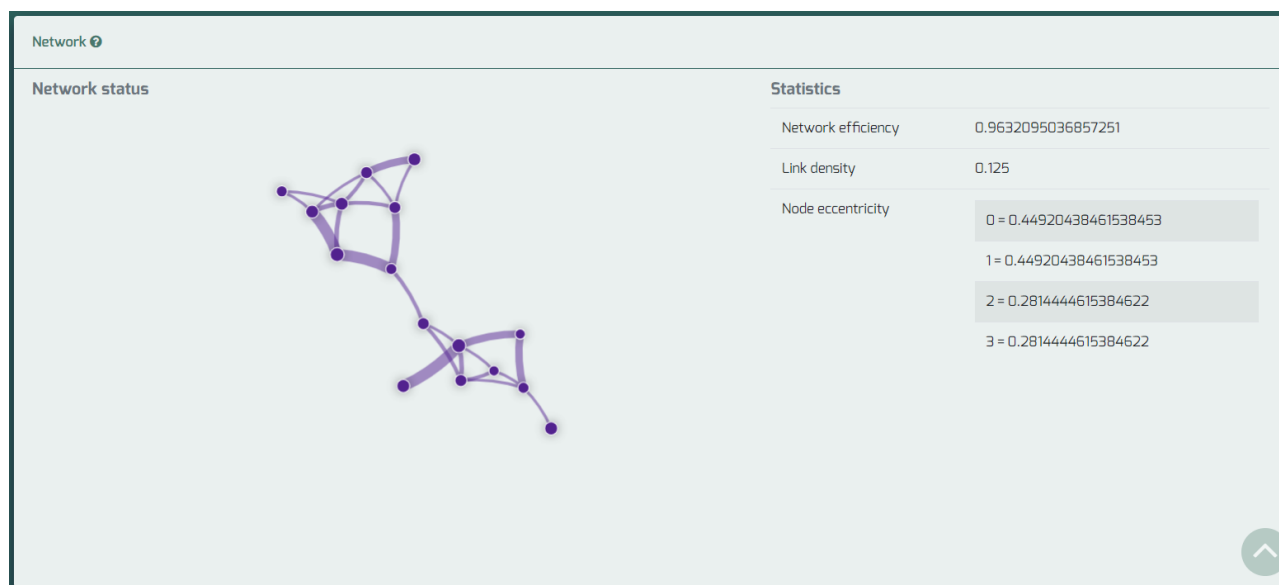 Network
Network status
Statistics
Network efficiency 0.9632095036857251
Link density 0.125
Node eccentricity 0 = 0.44920438461538453
1 = 0.44920438461538453
2 = 0.2814444615384622
3 = 0.2814444615384622